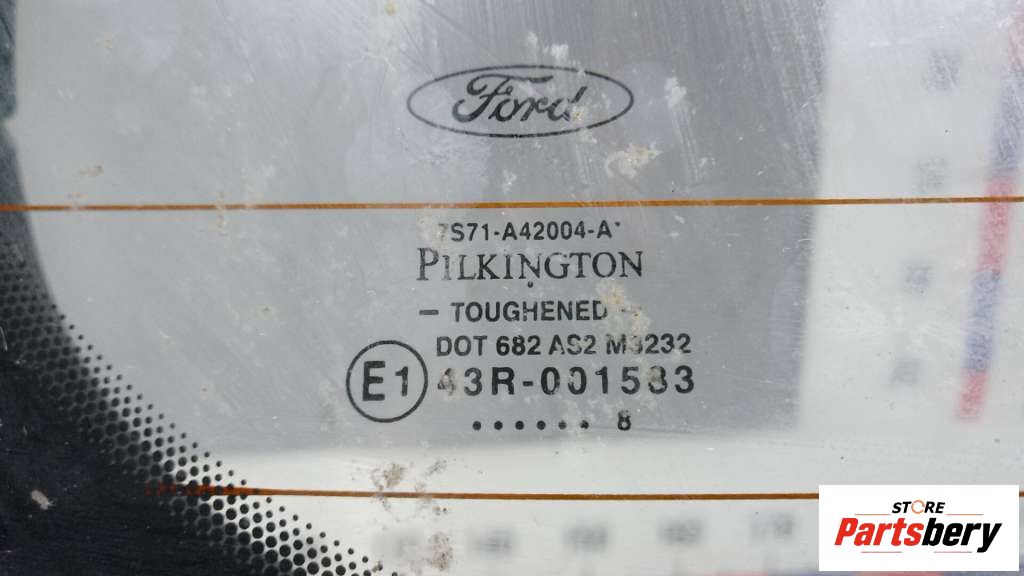 Ford
7S71-A42004-A
PILKINGTON
- TOUGHENED -
DOT 682 AS2 M3232
E1 43R-001583
...... 8
STORE
Partsbery